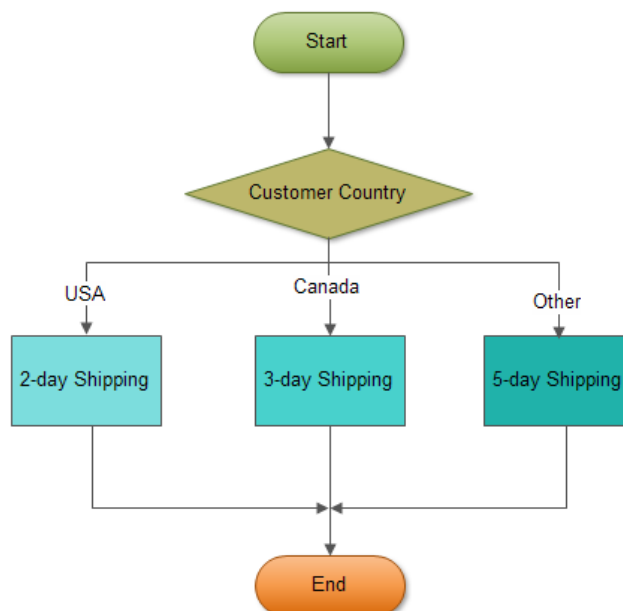 Start
Customer Country
USA
Canada
Other
2-day Shipping
3-day Shipping
5-day Shipping
End